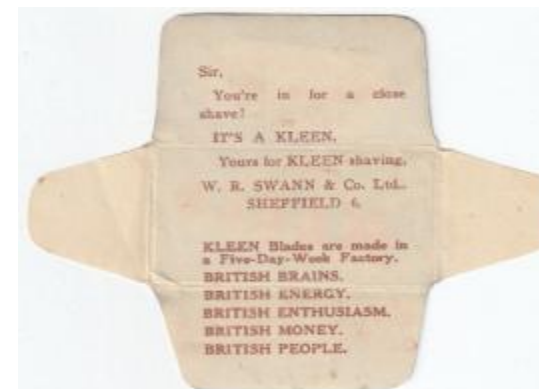 Sir,
You're in for a close
shave?
IT'S A KLEEN.
Yours for KLEEN shaving,
W. R. SWANN & Co. Ltd.,
SHEFFIELD 6.
KLEEN Blades are made in
a Five-Day-Week Factory.
BRITISH BRAINS.
BRITISH ENERGY.
BRITISH ENTHUSIASM.
BRITISH MONEY.
BRITISH PEOPLE.